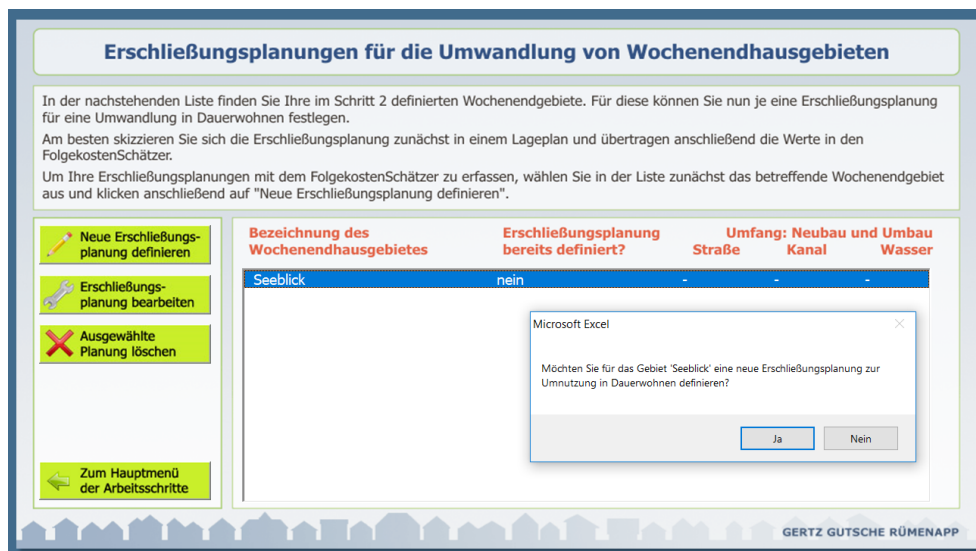 Erschließungsplanungen für die Umwandlung von Wochenendhausgebieten
In der nachstehenden Liste finden Sie Ihre im Schritt 2 definierten Wochenendgebiete. Für diese können Sie nun je eine Erschließungsplanung
für eine Umwandlung in Dauerwohnen festlegen.
Am besten skizzieren Sie sich die Erschließungsplanung zunächst in einem Lageplan und übertragen anschließend die Werte in den
FolgekostenSchätzer.
Um Ihre Erschließungsplanungen mit dem FolgekostenSchätzer zu erfassen, wählen Sie in der Liste zunächst das betreffende Wochenendgebiet
aus und klicken anschließend auf "Neue Erschließungsplanung definieren".
Neue Erschließungs-
planung definieren
Erschließungs-
planung bearbeiten
Ausgewählte
Planung löschen
Zum Hauptmenü
der Arbeitsschritte
Bezeichnung des Erschließungsplanung Umfang: Neubau und Umbau
Wochenendhausgebietes bereits definiert? Straße Kanal Wasser
Seeblick nein - - -
Microsoft Excel
Möchten Sie für das Gebiet 'Seeblick' eine neue Erschließungsplanung zur
Umnutzung in Dauerwohnen definieren?
Ja Nein
GERTZ GUTSCHE RÜMENAPP